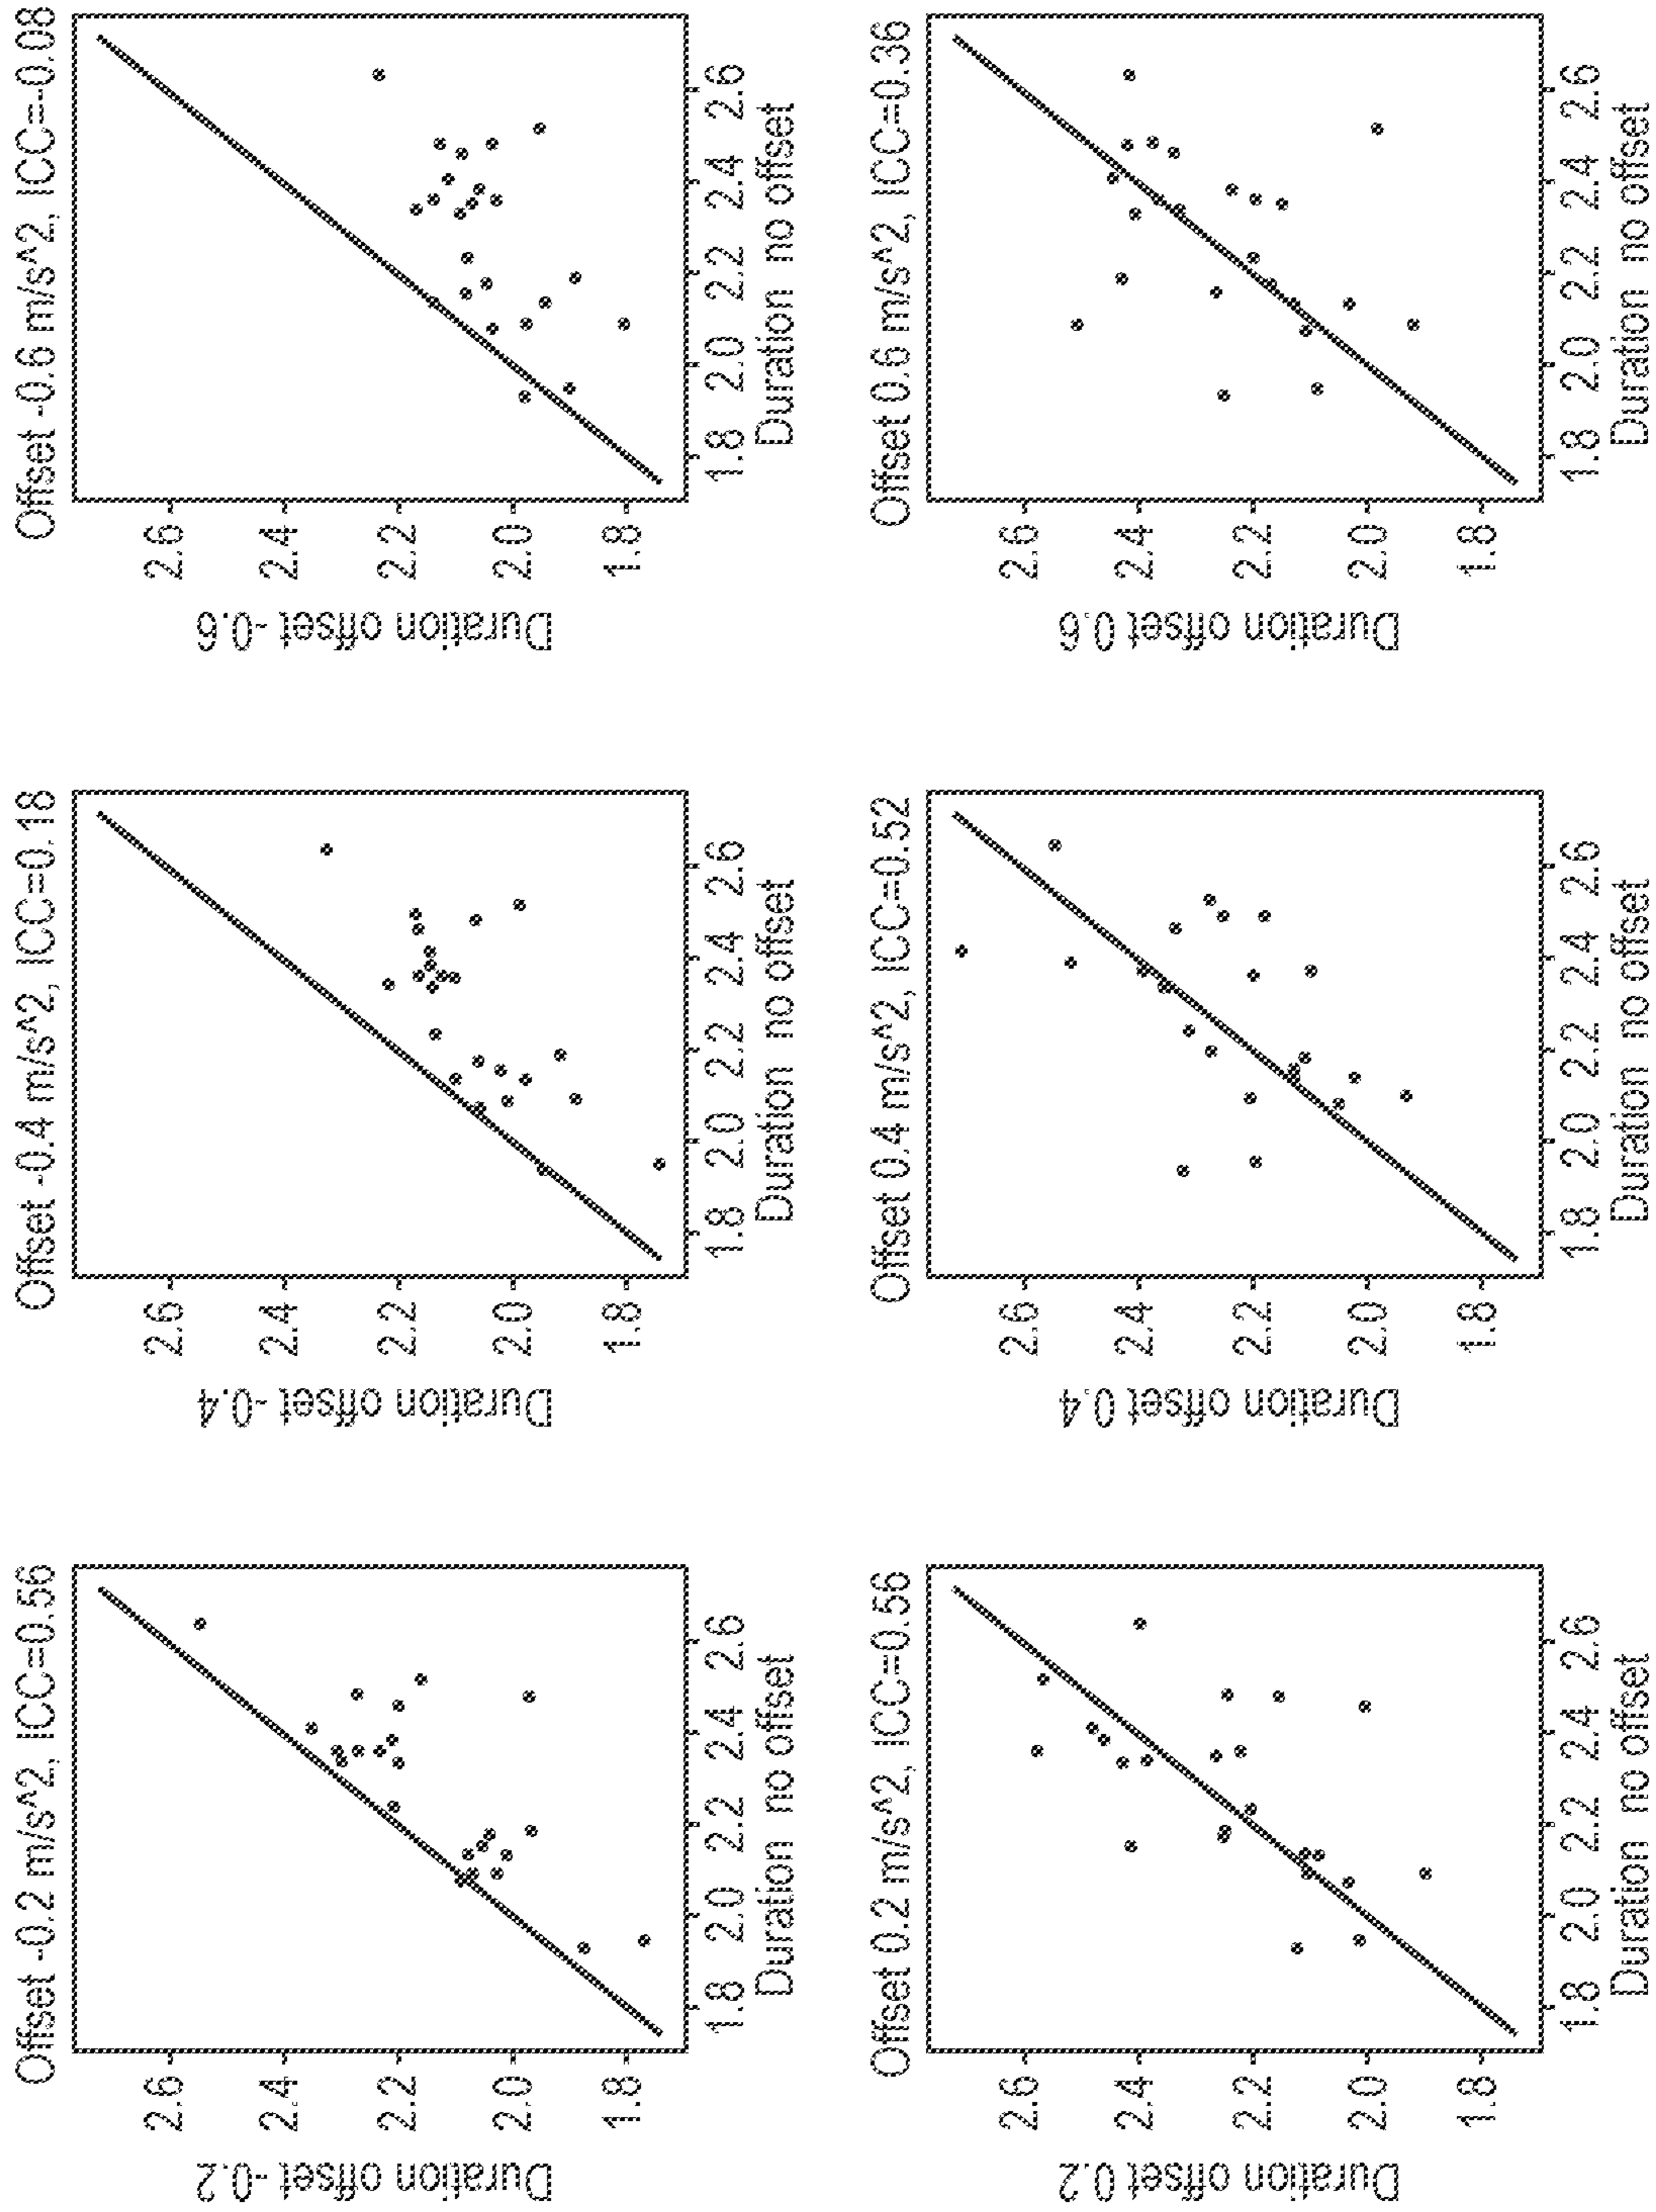 Offset -0.2 m/s^2, ICC=0.56
Duration offset -0.2
2.6
2.4
2.2
2.0
1.8
1.8 2.0 2.2 2.4 2.6
Duration no offset
Offset -0.4 m/s^2, ICC=0.18
Duration offset -0.4
2.6
2.4
2.2
2.0
1.8
1.8 2.0 2.2 2.4 2.6
Duration no offset
Offset -0.6 m/s^2, ICC=-0.08
Duration offset -0.6
2.6
2.4
2.2
2.0
1.8
1.8 2.0 2.2 2.4 2.6
Duration no offset
Offset 0.2 m/s^2, ICC=0.56
Duration offset 0.2
2.6
2.4
2.2
2.0
1.8
1.8 2.0 2.2 2.4 2.6
Duration no offset
Offset 0.4 m/s^2, ICC=0.52
Duration offset 0.4
2.6
2.4
2.2
2.0
1.8
1.8 2.0 2.2 2.4 2.6
Duration no offset
Offset 0.6 m/s^2, ICC=0.36
Duration offset 0.6
2.6
2.4
2.2
2.0
1.8
1.8 2.0 2.2 2.4 2.6
Duration no offset